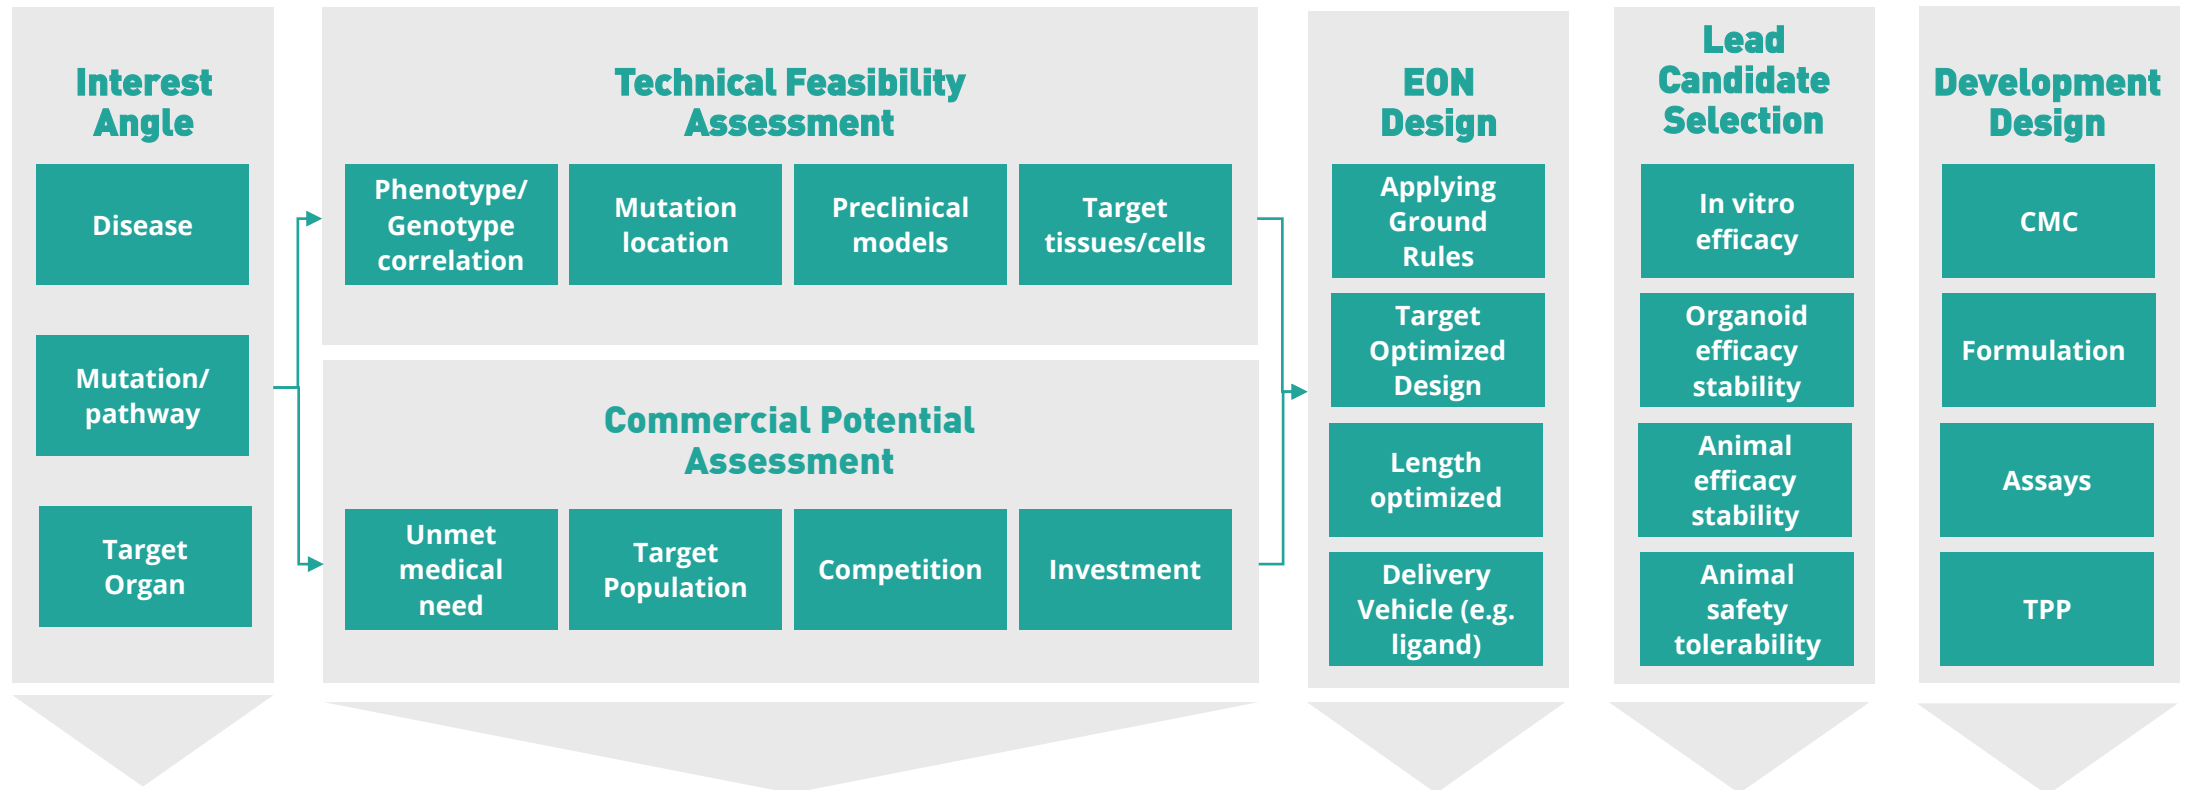 Interest
Angle
Disease
Mutation/
pathway
Target
Organ
Technical Feasibility
Assessment
Phenotype/
Genotype
correlation
Mutation
location
Preclinical
models
Target
tissues/cells
Commercial Potential
Assessment
Unmet
medical
need
Target
Population
Competition
Investment
EON
Design
Applying
Ground
Rules
Target
Optimized
Design
Length
optimized
Delivery
Vehicle (e.g.
ligand)
Lead
Candidate
Selection
In vitro
efficacy
Organoid
efficacy
stability
Animal
efficacy
stability
Animal
safety
tolerability
Development
Design
CMC
Formulation
Assays
TPP